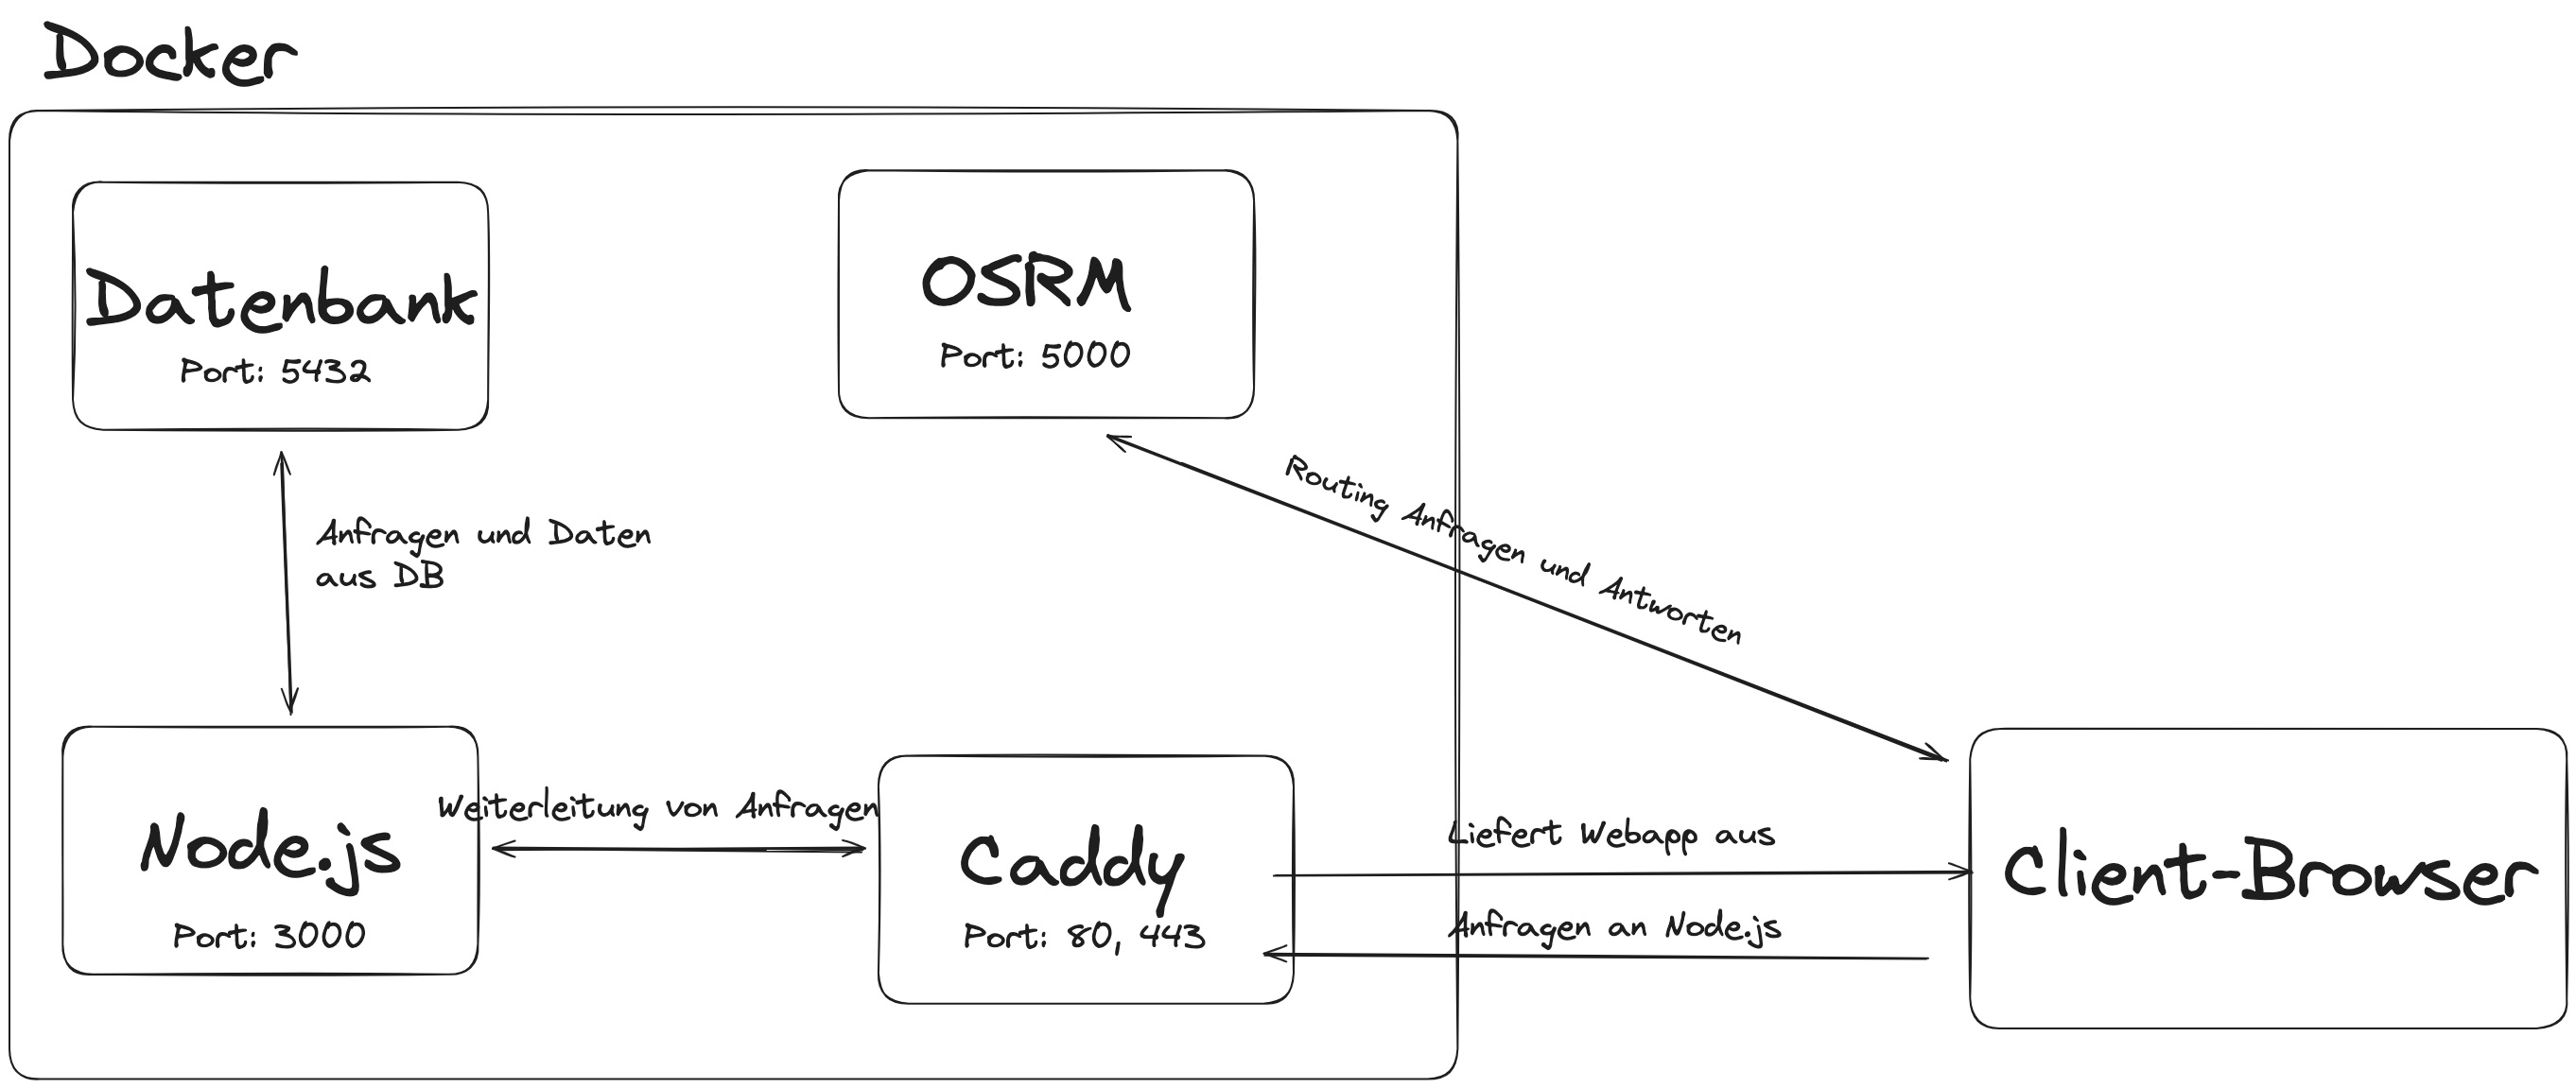 Docker
Datenbank
Port: 5432
OSRM
Port: 5000
Anfragen und Daten
aus DB
Routing Anfragen und Antworten
Node.js
Port: 3000
Weiterleitung von Anfragen
Caddy
Port: 80, 443
Liefert Webapp aus
Anfragen an Node.js
Client-Browser